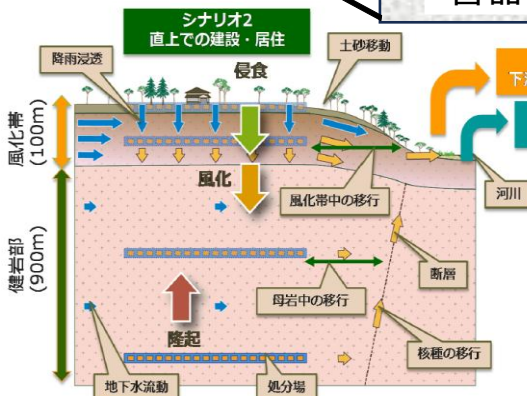 シナリオ2
直上での建設・居住
降雨浸透
侵食
土砂移動
風化帯
(100m)
風化
風化帯中の移行
河川
健岩部
(900m)
断層
母岩中の移行
隆起
核種の移行
地下水流動
処分場